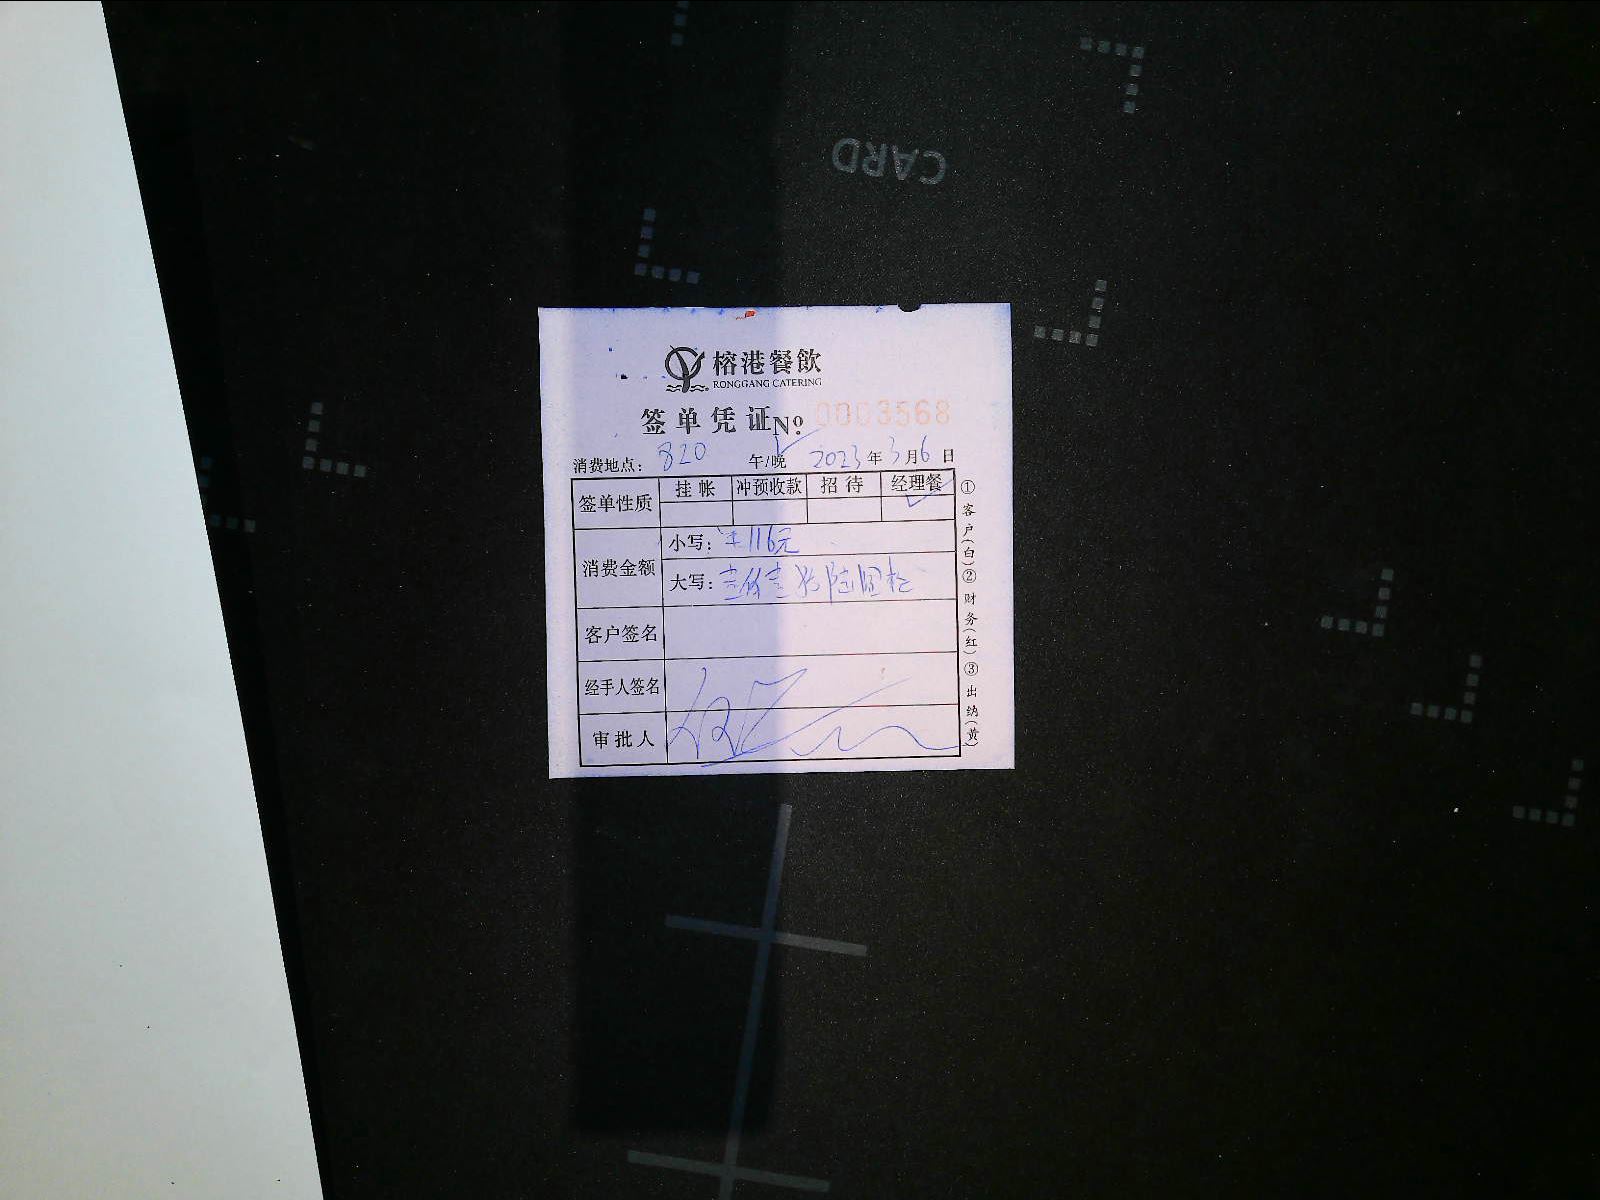 CARD
榕港餐飲
RONGGANG CATERING
签单凭证 Nº 0003568
消费地点: 820 午/晚 2023年3月6日
签单性质 挂帐 冲预收款 招待 经理餐
消费金额 小写: ¥116元
大写: 壹佰壹拾陆圆整
客户签名
经手人签名
审批人
①客户(白)②财务(红)③出纳(黄)